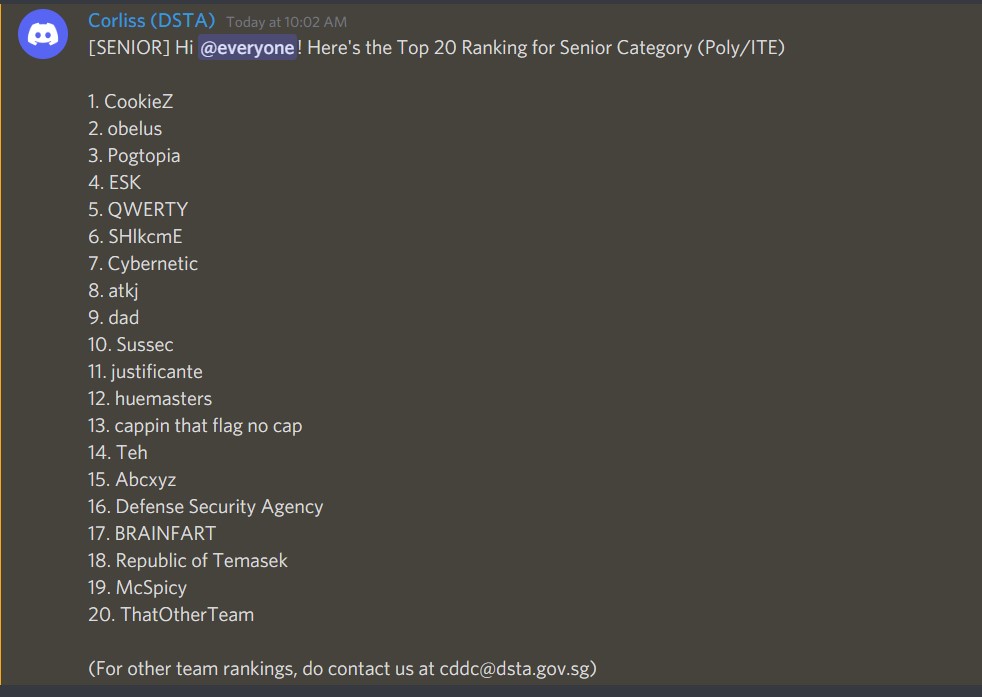 Corliss (DSTA) Today at 10:02 AM
[SENIOR] Hi @everyone! Here's the Top 20 Ranking for Senior Category (Poly/ITE)
1. CookieZ
2. obelus
3. Pogtopia
4. ESK
5. QWERTY
6. SHlkcmE
7. Cybernetic
8. atkj
9. dad
10. Sussec
11. justificante
12. huemasters
13. cappin that flag no cap
14. Teh
15. Abcxyz
16. Defense Security Agency
17. BRAINFART
18. Republic of Temasek
19. McSpicy
20. ThatOtherTeam
(For other team rankings, do contact us at cddc@dsta.gov.sg)